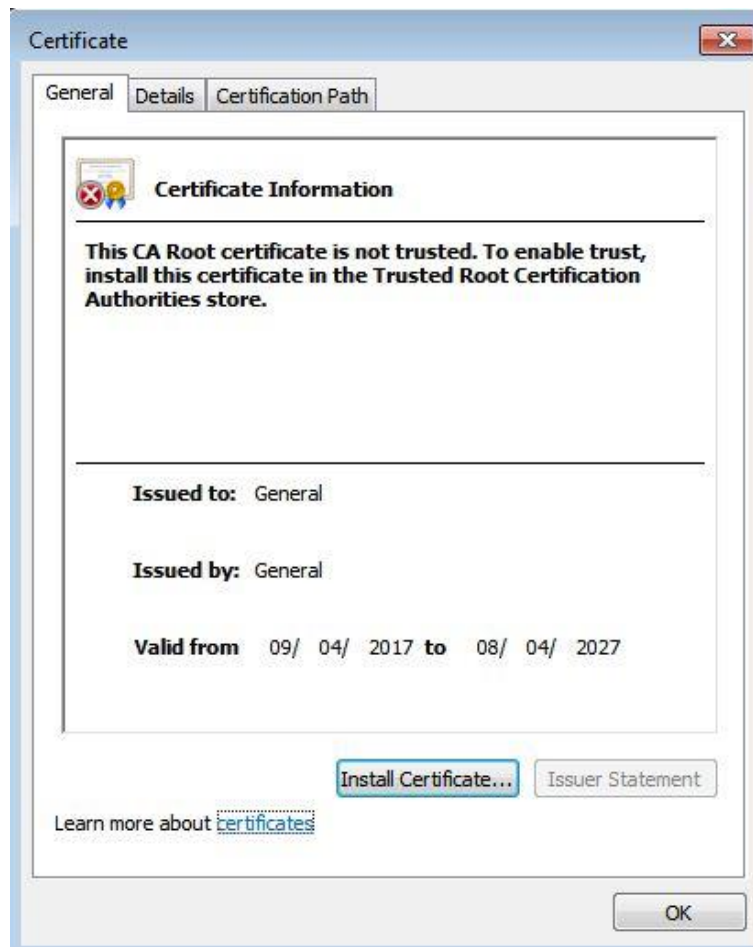 Certificate
General Details Certification Path
Certificate Information
This CA Root certificate is not trusted. To enable trust,
install this certificate in the Trusted Root Certification
Authorities store.
Issued to: General
Issued by: General
Valid from 09/ 04/ 2017 to 08/ 04/ 2027
Install Certificate... Issuer Statement
Learn more about certificates
OK